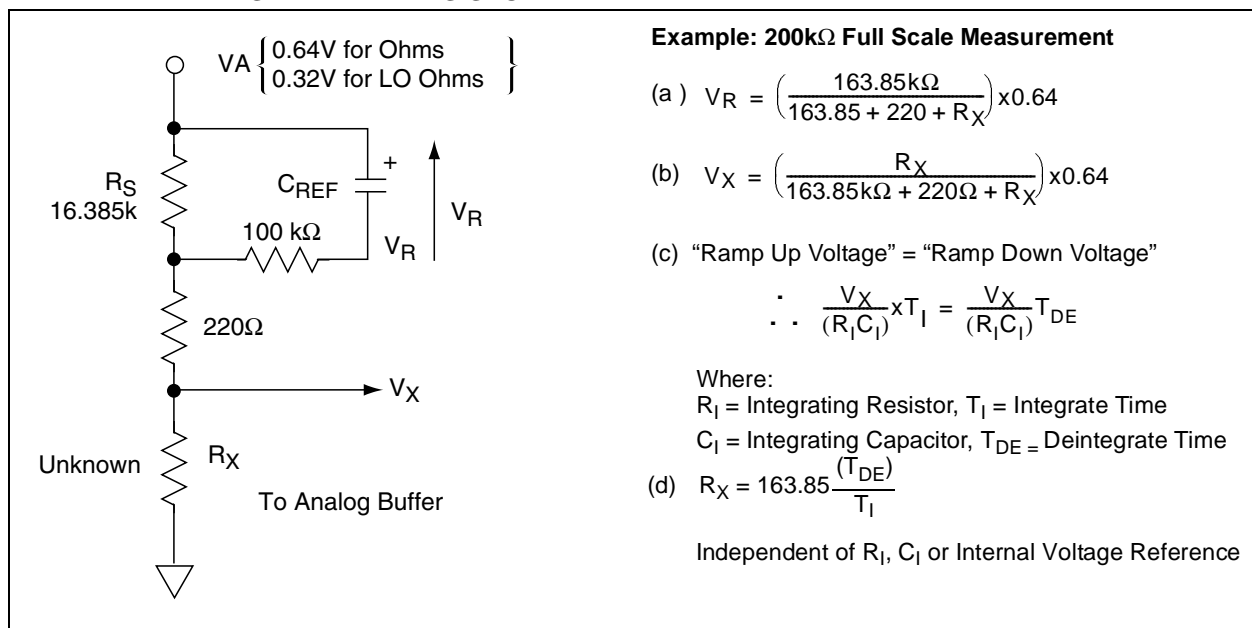 VA { 0.64V for Ohms
0.32V for LO Ohms }
RS
16.385k
CREF
+
VR
100 kΩ
VR
220Ω
VX
Unknown
RX
To Analog Buffer
Example: 200kΩ Full Scale Measurement
(a ) VR = (163.85kΩ / 163.85 + 220 + RX) x0.64
(b) VX = (RX / 163.85kΩ + 220Ω + RX) x0.64
(c) “Ramp Up Voltage” = “Ramp Down Voltage”
∴ VX / (RICI) xTI = VX / (RICI) TDE
Where:
RI = Integrating Resistor, TI = Integrate Time
CI = Integrating Capacitor, TDE = Deintegrate Time
(d) RX = 163.85 (TDE) / TI
Independent of RI, CI or Internal Voltage Reference